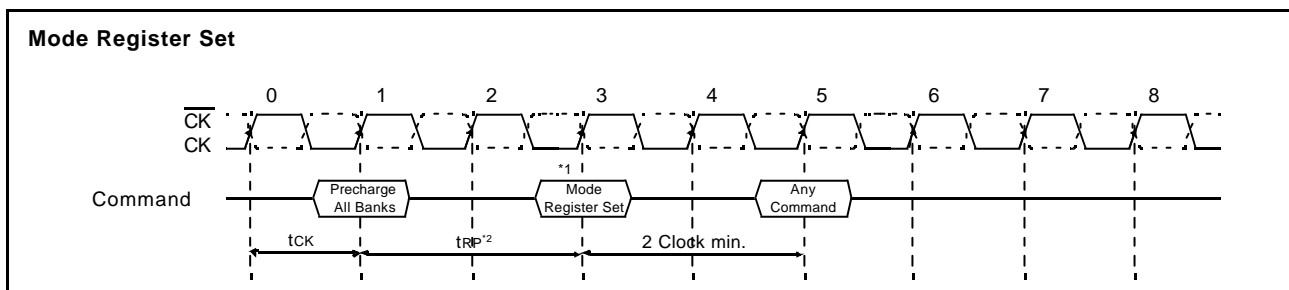 Mode Register Set
0 1 2 3 4 5 6 7 8
CK
CK
*1
Command
Precharge
All Banks
Mode
Register Set
Any
Command
tCK
tRP*2
2 Clock min.